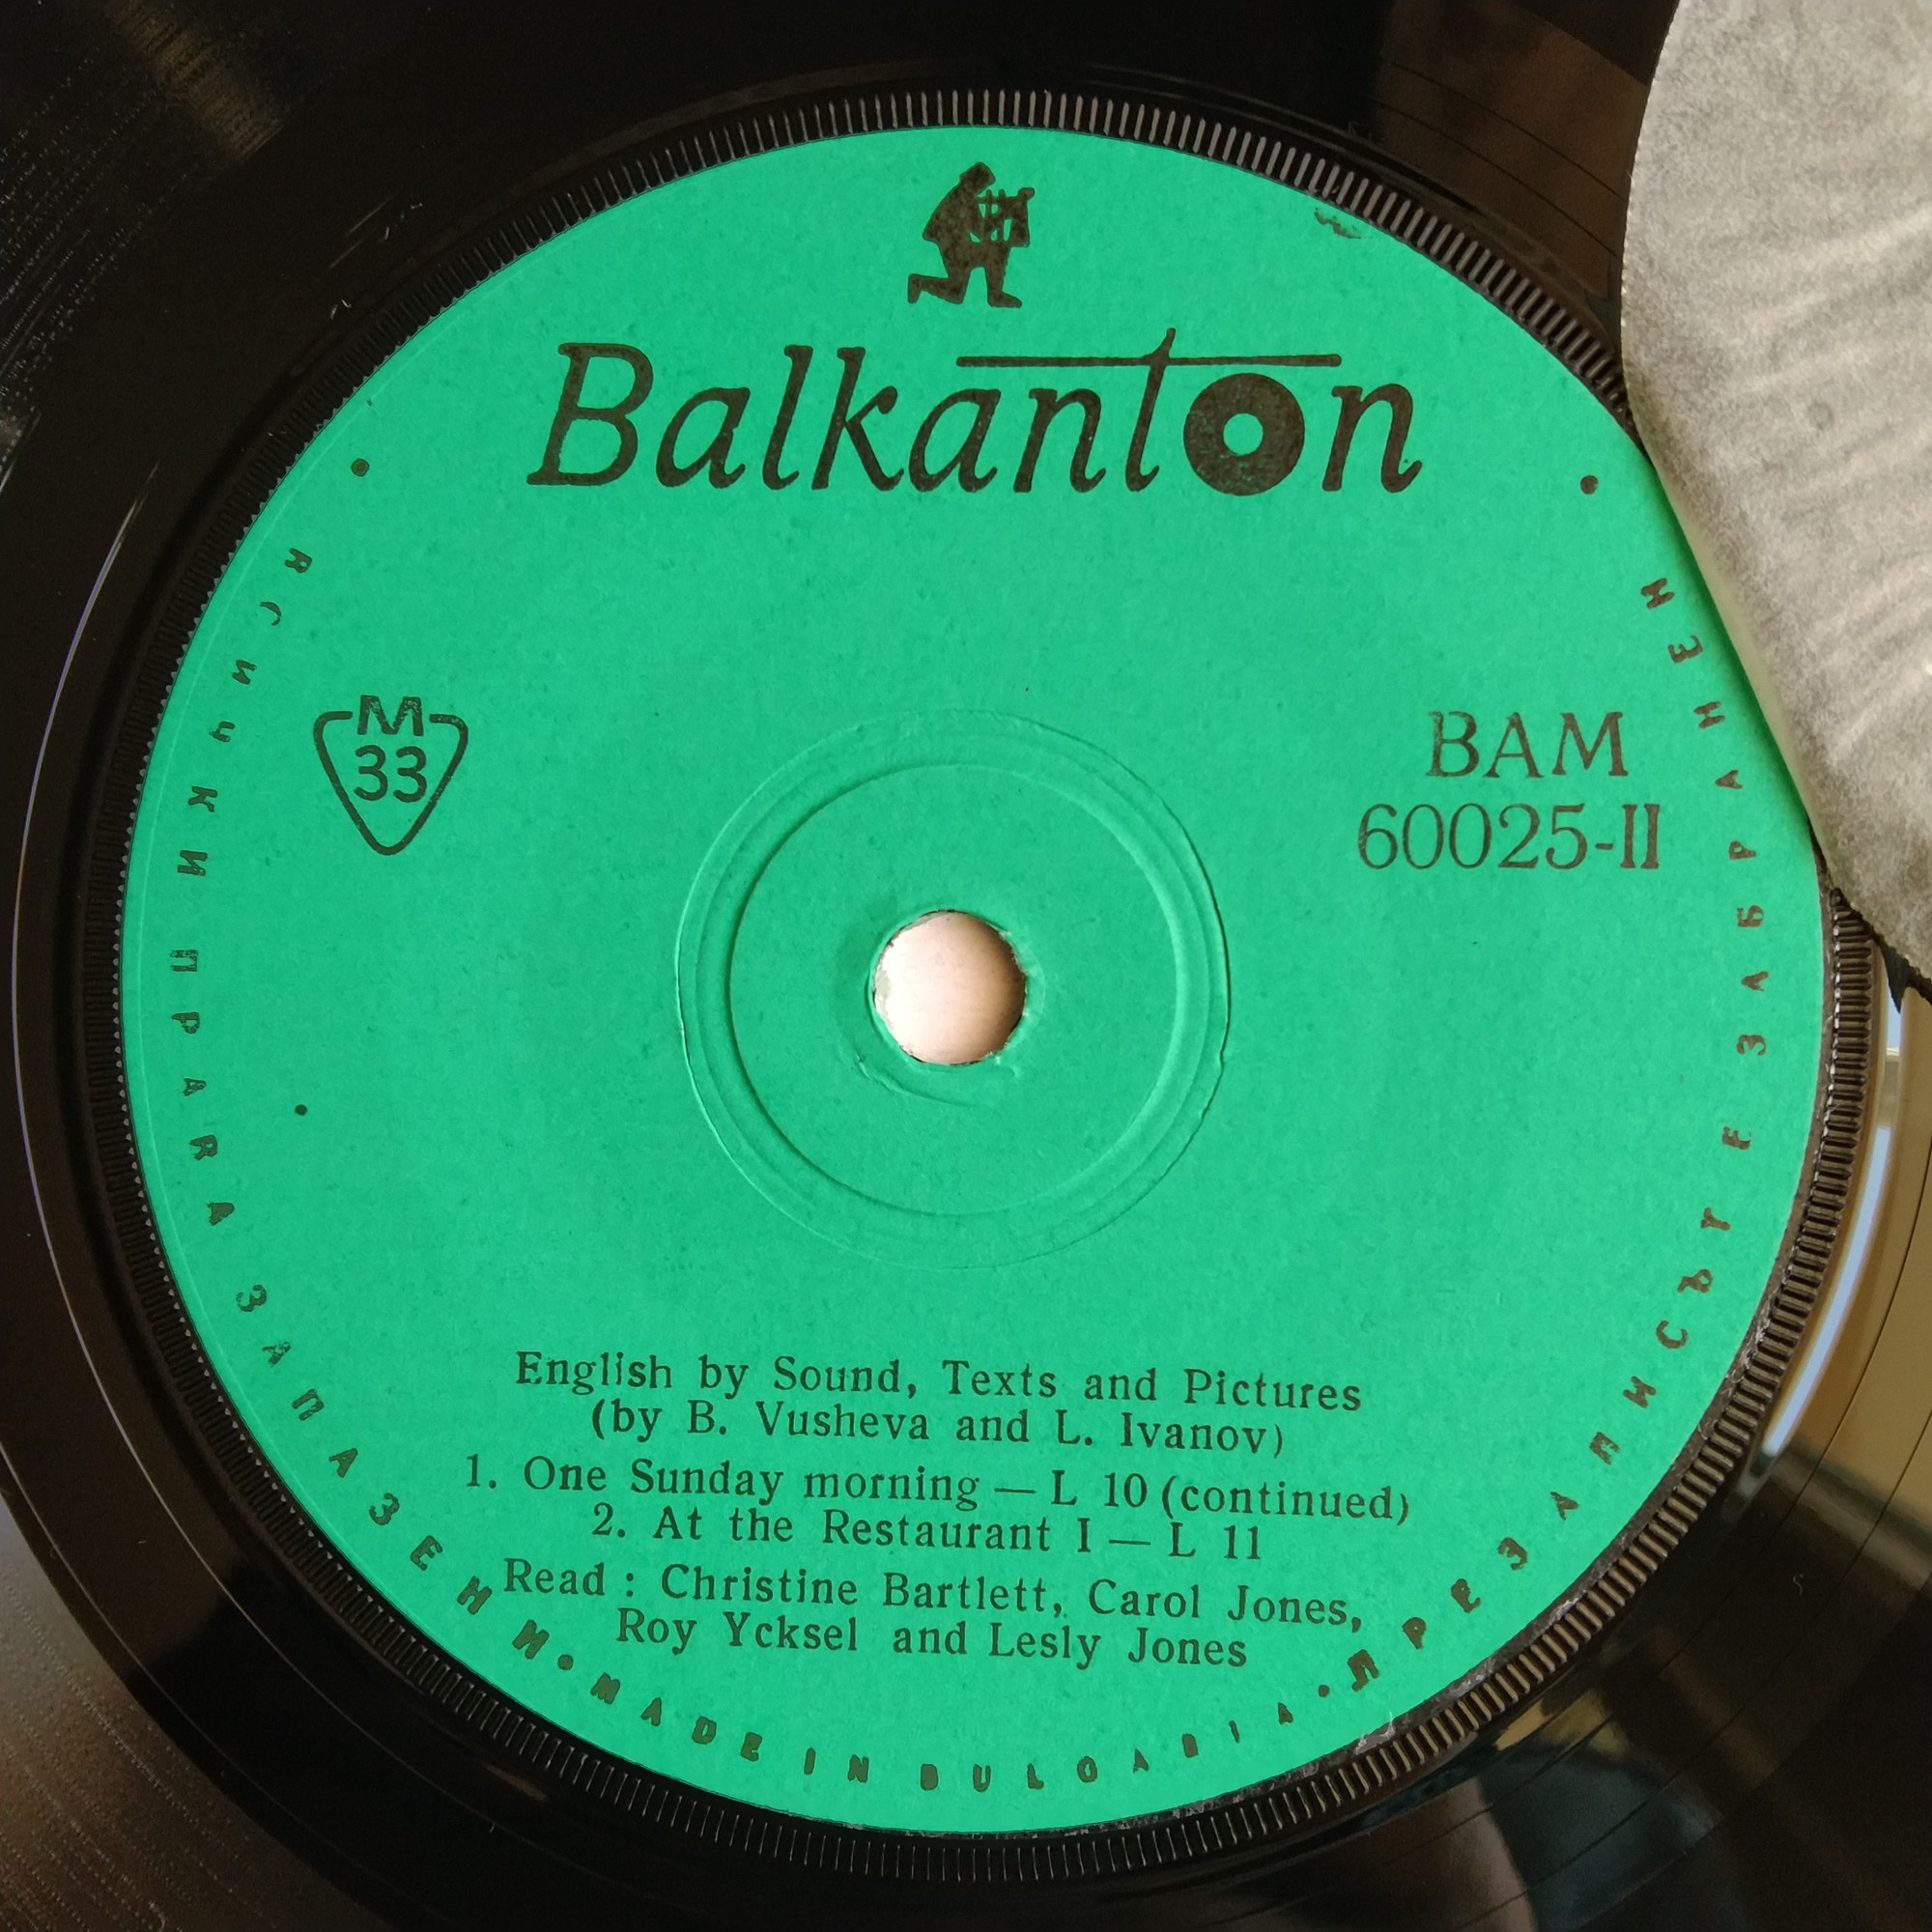 Balkanton
M
33
BAM
60025-II
English by Sound, Texts and Pictures
(by B. Vusheva and L. Ivanov)
1. One Sunday morning — L 10 (continued)
2. At the Restaurant I — L 11
Read : Christine Bartlett, Carol Jones,
Roy Ycksel and Lesly Jones
ВСИЧКИ ПРАВА ЗАПАЗЕНИ • MADE IN BULGARIA • ПРЕЗАПИСЪТ Е ЗАБРАНЕН